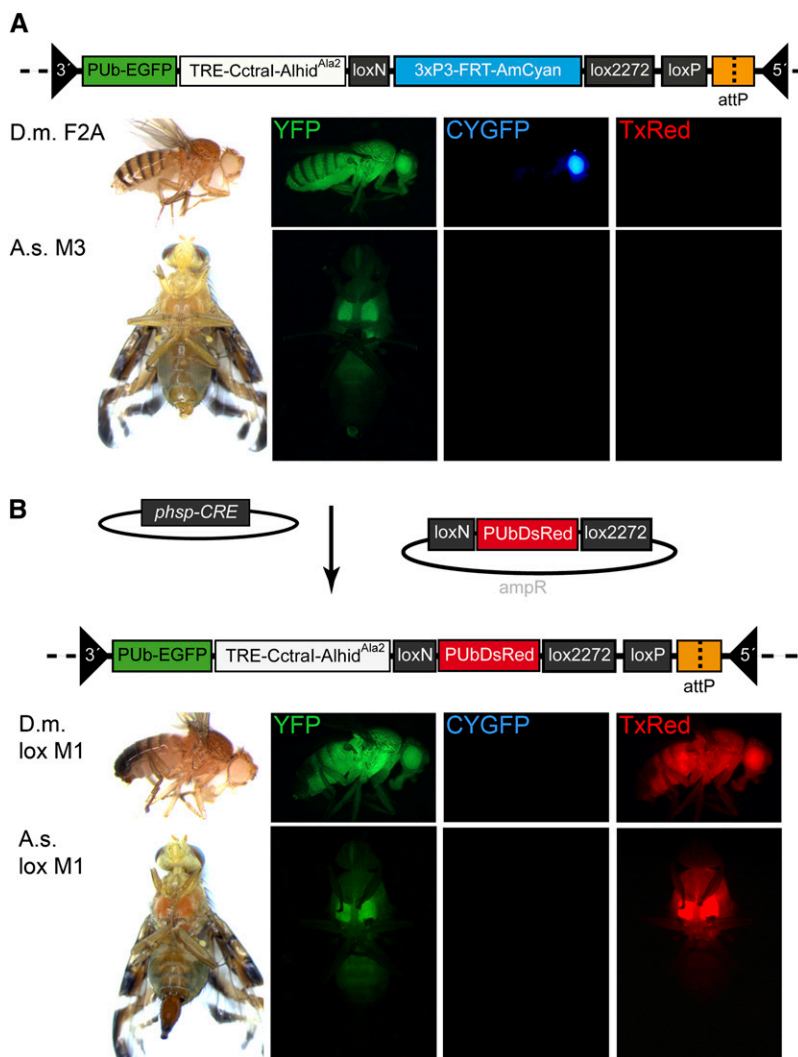 A
3´ PUb-EGFP TRE-Cctral-Alhid^Ala2 loxN 3xP3-FRT-AmCyan lox2272 loxP 5´
attP
D.m. F2A YFP CYGFP TxRed
A.s. M3
B
phsp-CRE
loxN PUbDsRed lox2272
ampR
3´ PUb-EGFP TRE-Cctral-Alhid^Ala2 loxN PUbDsRed lox2272 loxP 5´
attP
D.m. YFP CYGFP TxRed
lox M1
A.s.
lox M1